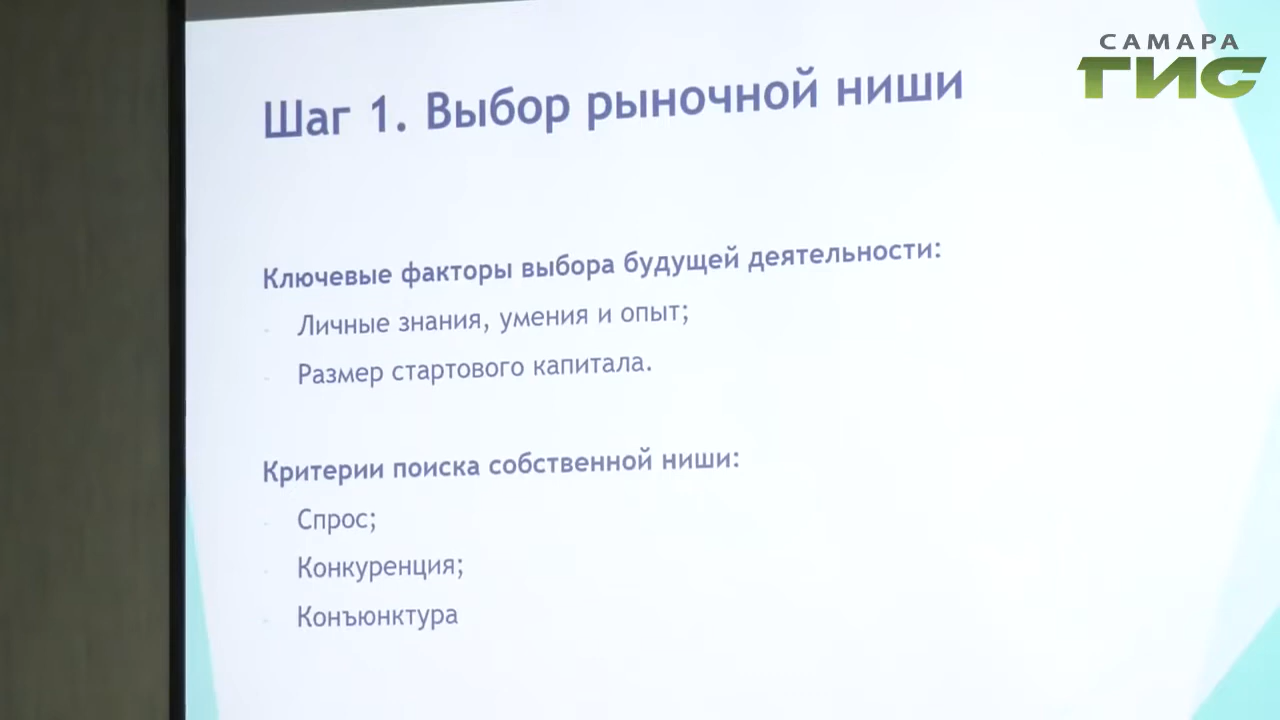 САМАРА
ГИС
Шаг 1. Выбор рыночной ниши
Ключевые факторы выбора будущей деятельности:
- Личные знания, умения и опыт;
- Размер стартового капитала.
Критерии поиска собственной ниши:
- Спрос;
- Конкуренция;
- Конъюнктура